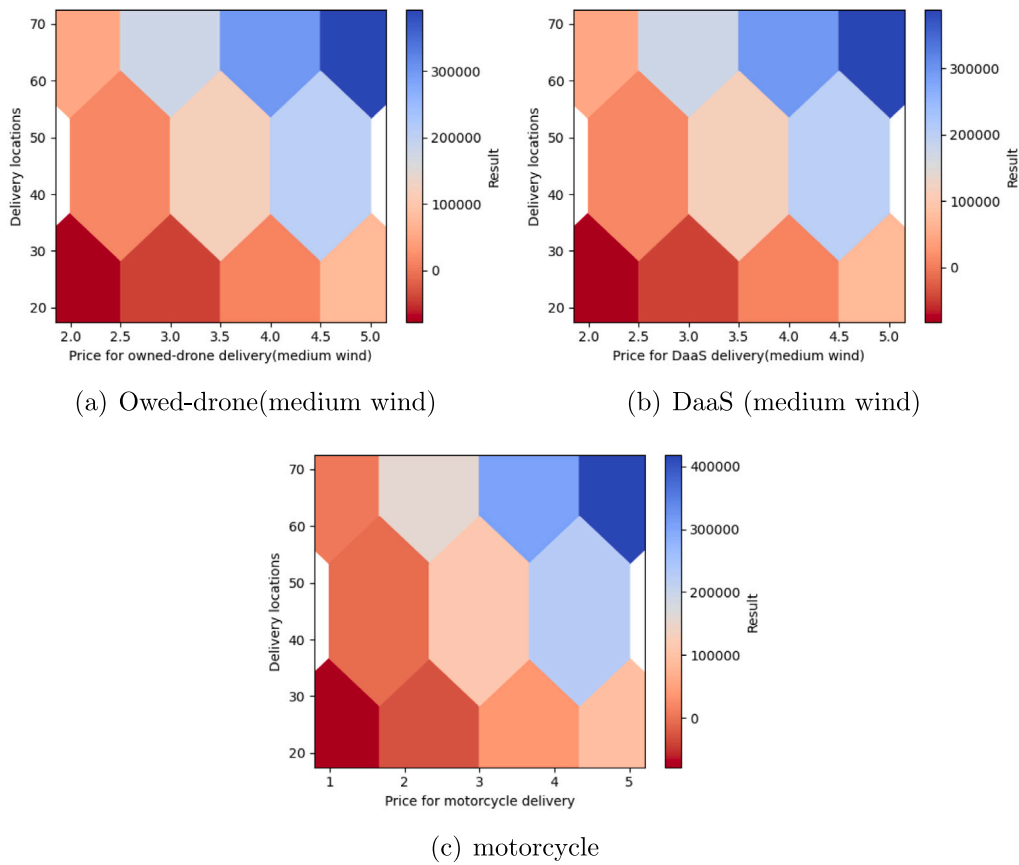 70
60
50
40
30
20
Delivery locations
2.0 2.5 3.0 3.5 4.0 4.5 5.0
Price for owned-drone delivery(medium wind)
300000
200000
100000
0
Result
(a) Owed-drone(medium wind)
70
60
50
40
30
20
Delivery locations
2.0 2.5 3.0 3.5 4.0 4.5 5.0
Price for DaaS delivery(medium wind)
300000
200000
100000
0
Result
(b) DaaS (medium wind)
70
60
50
40
30
20
Delivery locations
1 2 3 4 5
Price for motorcycle delivery
400000
300000
200000
100000
0
Result
(c) motorcycle